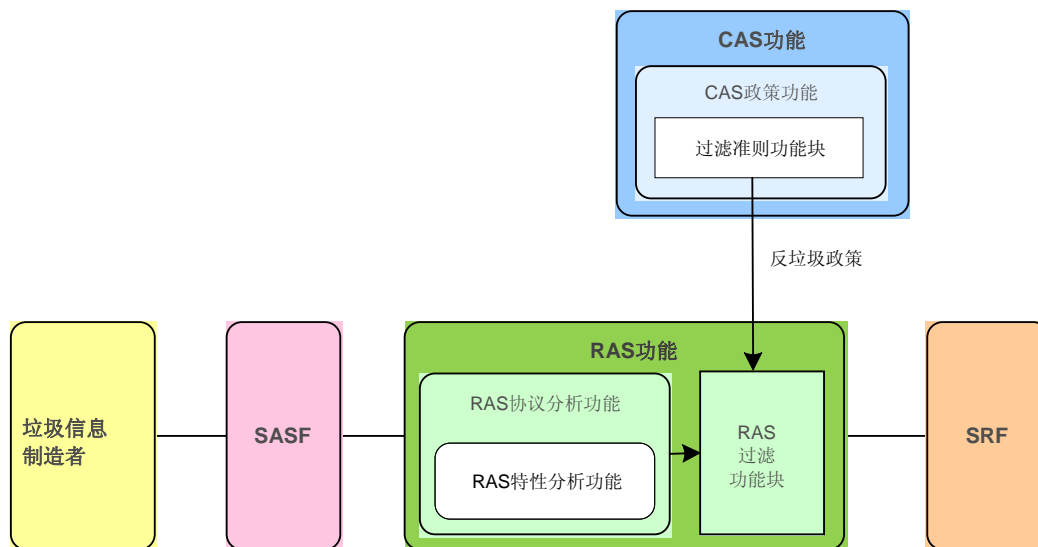 CAS功能
CAS政策功能
过滤准则功能块
反垃圾政策
RAS功能
垃圾信息
制造者
SASF
RAS协议分析功能
RAS特性分析功能
RAS
过滤
功能块
SRF